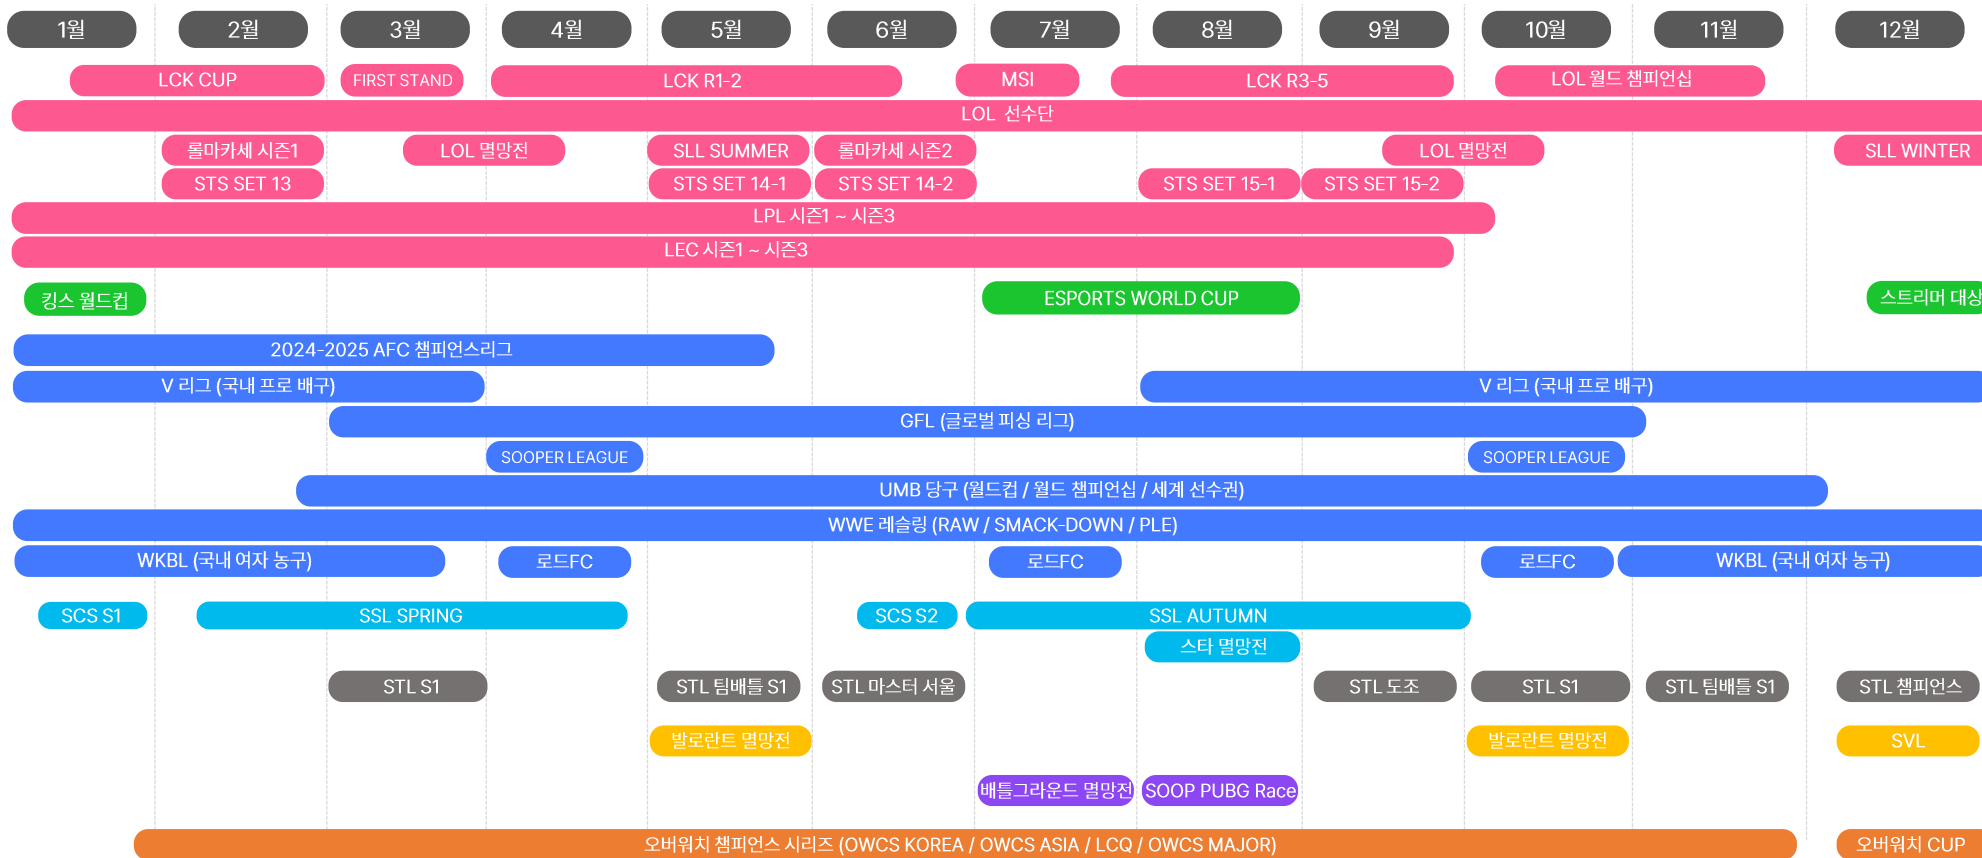 1월 2월 3월 4월 5월 6월 7월 8월 9월 10월 11월 12월
LCK CUP FIRST STAND LCK R1-2 MSI LCK R3-5 LOL 월드 챔피언십
LOL 선수단
롤마카세 시즌1 LOL 멸망전 SLL SUMMER 롤마카세 시즌2 LOL 멸망전 SLL WINTER
STS SET 13 STS SET 14-1 STS SET 14-2 STS SET 15-1 STS SET 15-2
LPL 시즌1 ~ 시즌3
LEC 시즌1 ~ 시즌3
킹스 월드컵 ESPORTS WORLD CUP 스트리머 대상
2024-2025 AFC 챔피언스리그
V 리그 (국내 프로 배구) V 리그 (국내 프로 배구)
GFL (글로벌 피싱 리그)
SOOPER LEAGUE SOOPER LEAGUE
UMB 당구 (월드컵 / 월드 챔피언십 / 세계 선수권)
WWE 레슬링 (RAW / SMACK-DOWN / PLE)
WKBL (국내 여자 농구) 로드FC 로드FC 로드FC WKBL (국내 여자 농구)
SCS S1 SSL SPRING SCS S2 SSL AUTUMN
스타 멸망전
STL S1 STL 팀배틀 S1 STL 마스터 서울 STL 도조 STL S1 STL 팀배틀 S1 STL 챔피언스
발로란트 멸망전 발로란트 멸망전 SVL
배틀그라운드 멸망전 SOOP PUBG Race
오버워치 챔피언스 시리즈 (OWCS KOREA / OWCS ASIA / LCQ / OWCS MAJOR) 오버워치 CUP